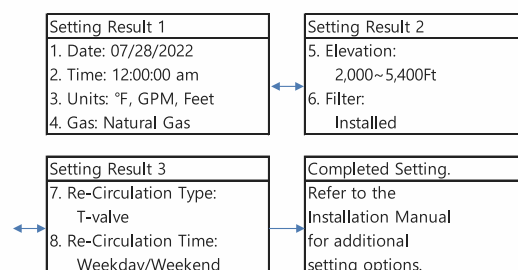 Setting Result 1
1. Date: 07/28/2022
2. Time: 12:00:00 am
3. Units: °F, GPM, Feet
4. Gas: Natural Gas
Setting Result 2
5. Elevation:
2,000~5,400Ft
6. Filter:
Installed
Setting Result 3
7. Re-Circulation Type:
T-valve
8. Re-Circulation Time:
Weekday/Weekend
Completed Setting.
Refer to the
Installation Manual
for additional
setting options.